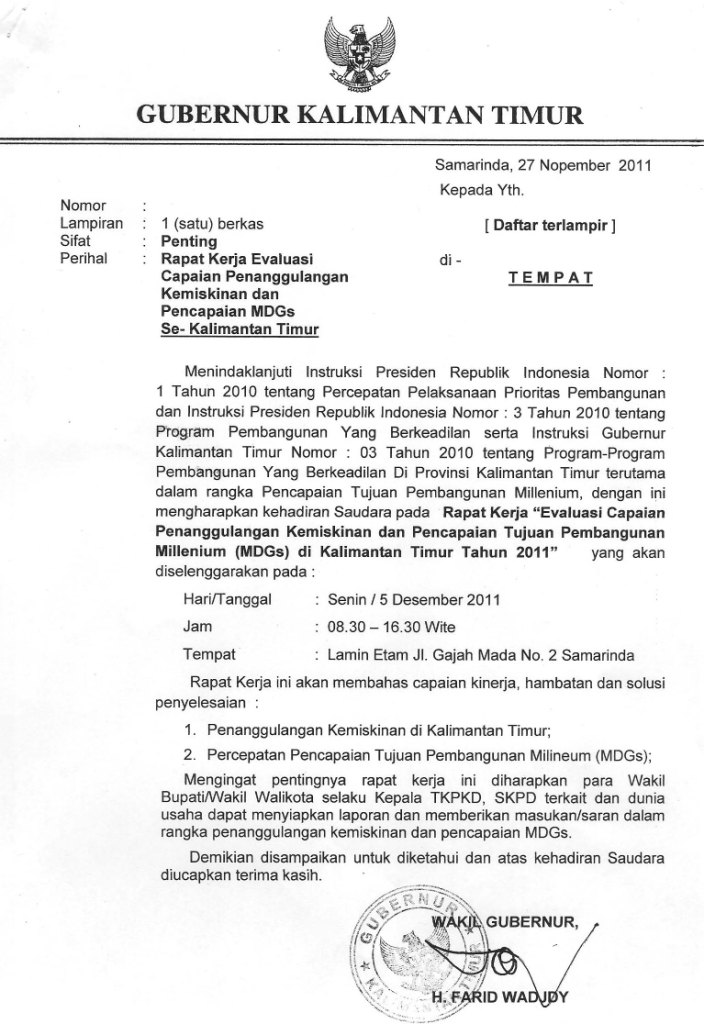 GUBERNUR KALIMANTAN TIMUR
Samarinda, 27 Nopember 2011
Kepada Yth.
Nomor :
Lampiran : 1 (satu) berkas
[ Daftar terlampir ]
Sifat : Penting
Perihal : Rapat Kerja Evaluasi
di -
Capaian Penanggulangan
T E M P A T
Kemiskinan dan
Pencapaian MDGs
Se- Kalimantan Timur
Menindaklanjuti Instruksi Presiden Republik Indonesia Nomor :
1 Tahun 2010 tentang Percepatan Pelaksanaan Prioritas Pembangunan
dan Instruksi Presiden Republik Indonesia Nomor : 3 Tahun 2010 tentang
Program Pembangunan Yang Berkeadilan serta Instruksi Gubernur
Kalimantan Timur Nomor : 03 Tahun 2010 tentang Program-Program
Pembangunan Yang Berkeadilan Di Provinsi Kalimantan Timur terutama
dalam rangka Pencapaian Tujuan Pembangunan Millenium, dengan ini
mengharapkan kehadiran Saudara pada Rapat Kerja “Evaluasi Capaian
Penanggulangan Kemiskinan dan Pencapaian Tujuan Pembangunan
Millenium (MDGs) di Kalimantan Timur Tahun 2011” yang akan
diselenggarakan pada :
Hari/Tanggal : Senin / 5 Desember 2011
Jam : 08.30 – 16.30 Wite
Tempat : Lamin Etam Jl. Gajah Mada No. 2 Samarinda
Rapat Kerja ini akan membahas capaian kinerja, hambatan dan solusi
penyelesaian :
1. Penanggulangan Kemiskinan di Kalimantan Timur;
2. Percepatan Pencapaian Tujuan Pembangunan Milineum (MDGs);
Mengingat pentingnya rapat kerja ini diharapkan para Wakil
Bupati/Wakil Walikota selaku Kepala TKPKD, SKPD terkait dan dunia
usaha dapat menyiapkan laporan dan memberikan masukan/saran dalam
rangka penanggulangan kemiskinan dan pencapaian MDGs.
Demikian disampaikan untuk diketahui dan atas kehadiran Saudara
diucapkan terima kasih.
GUBERNUR
KALIMANTAN TIMUR
WAKIL GUBERNUR,
H. FARID WADJDY